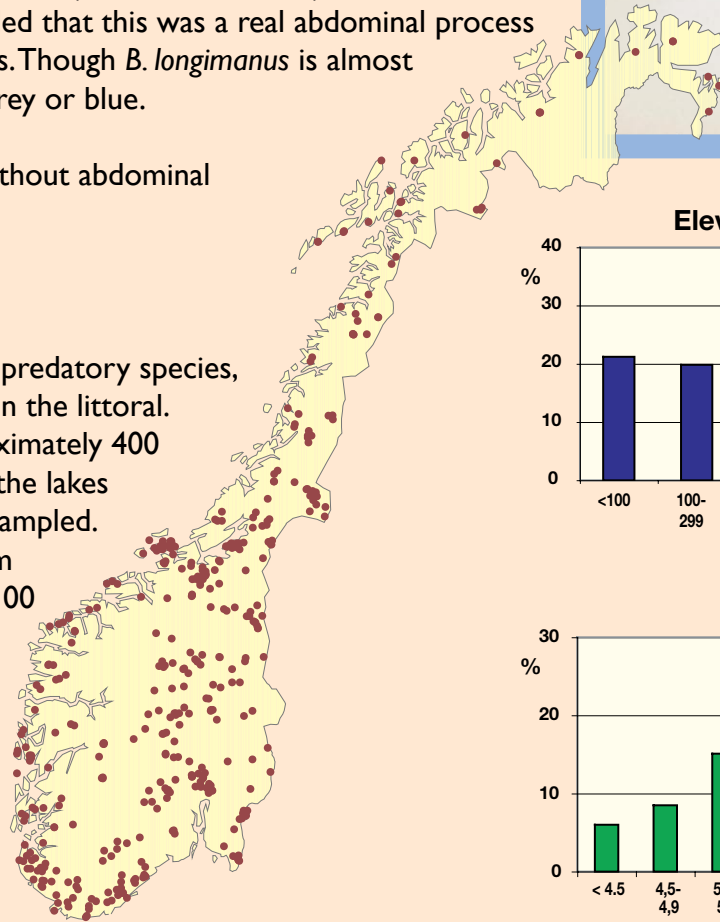 ed that this was a real abdominal process
s. Though B. longimanus is almost
rey or blue.
thout abdominal
predatory species,
n the littoral.
ximately 400
the lakes
ampled.
m
00
Elev
40
%
30
20
10
0
<100
100-
299
30
%
20
10
0
< 4.5
4,5-
4,9